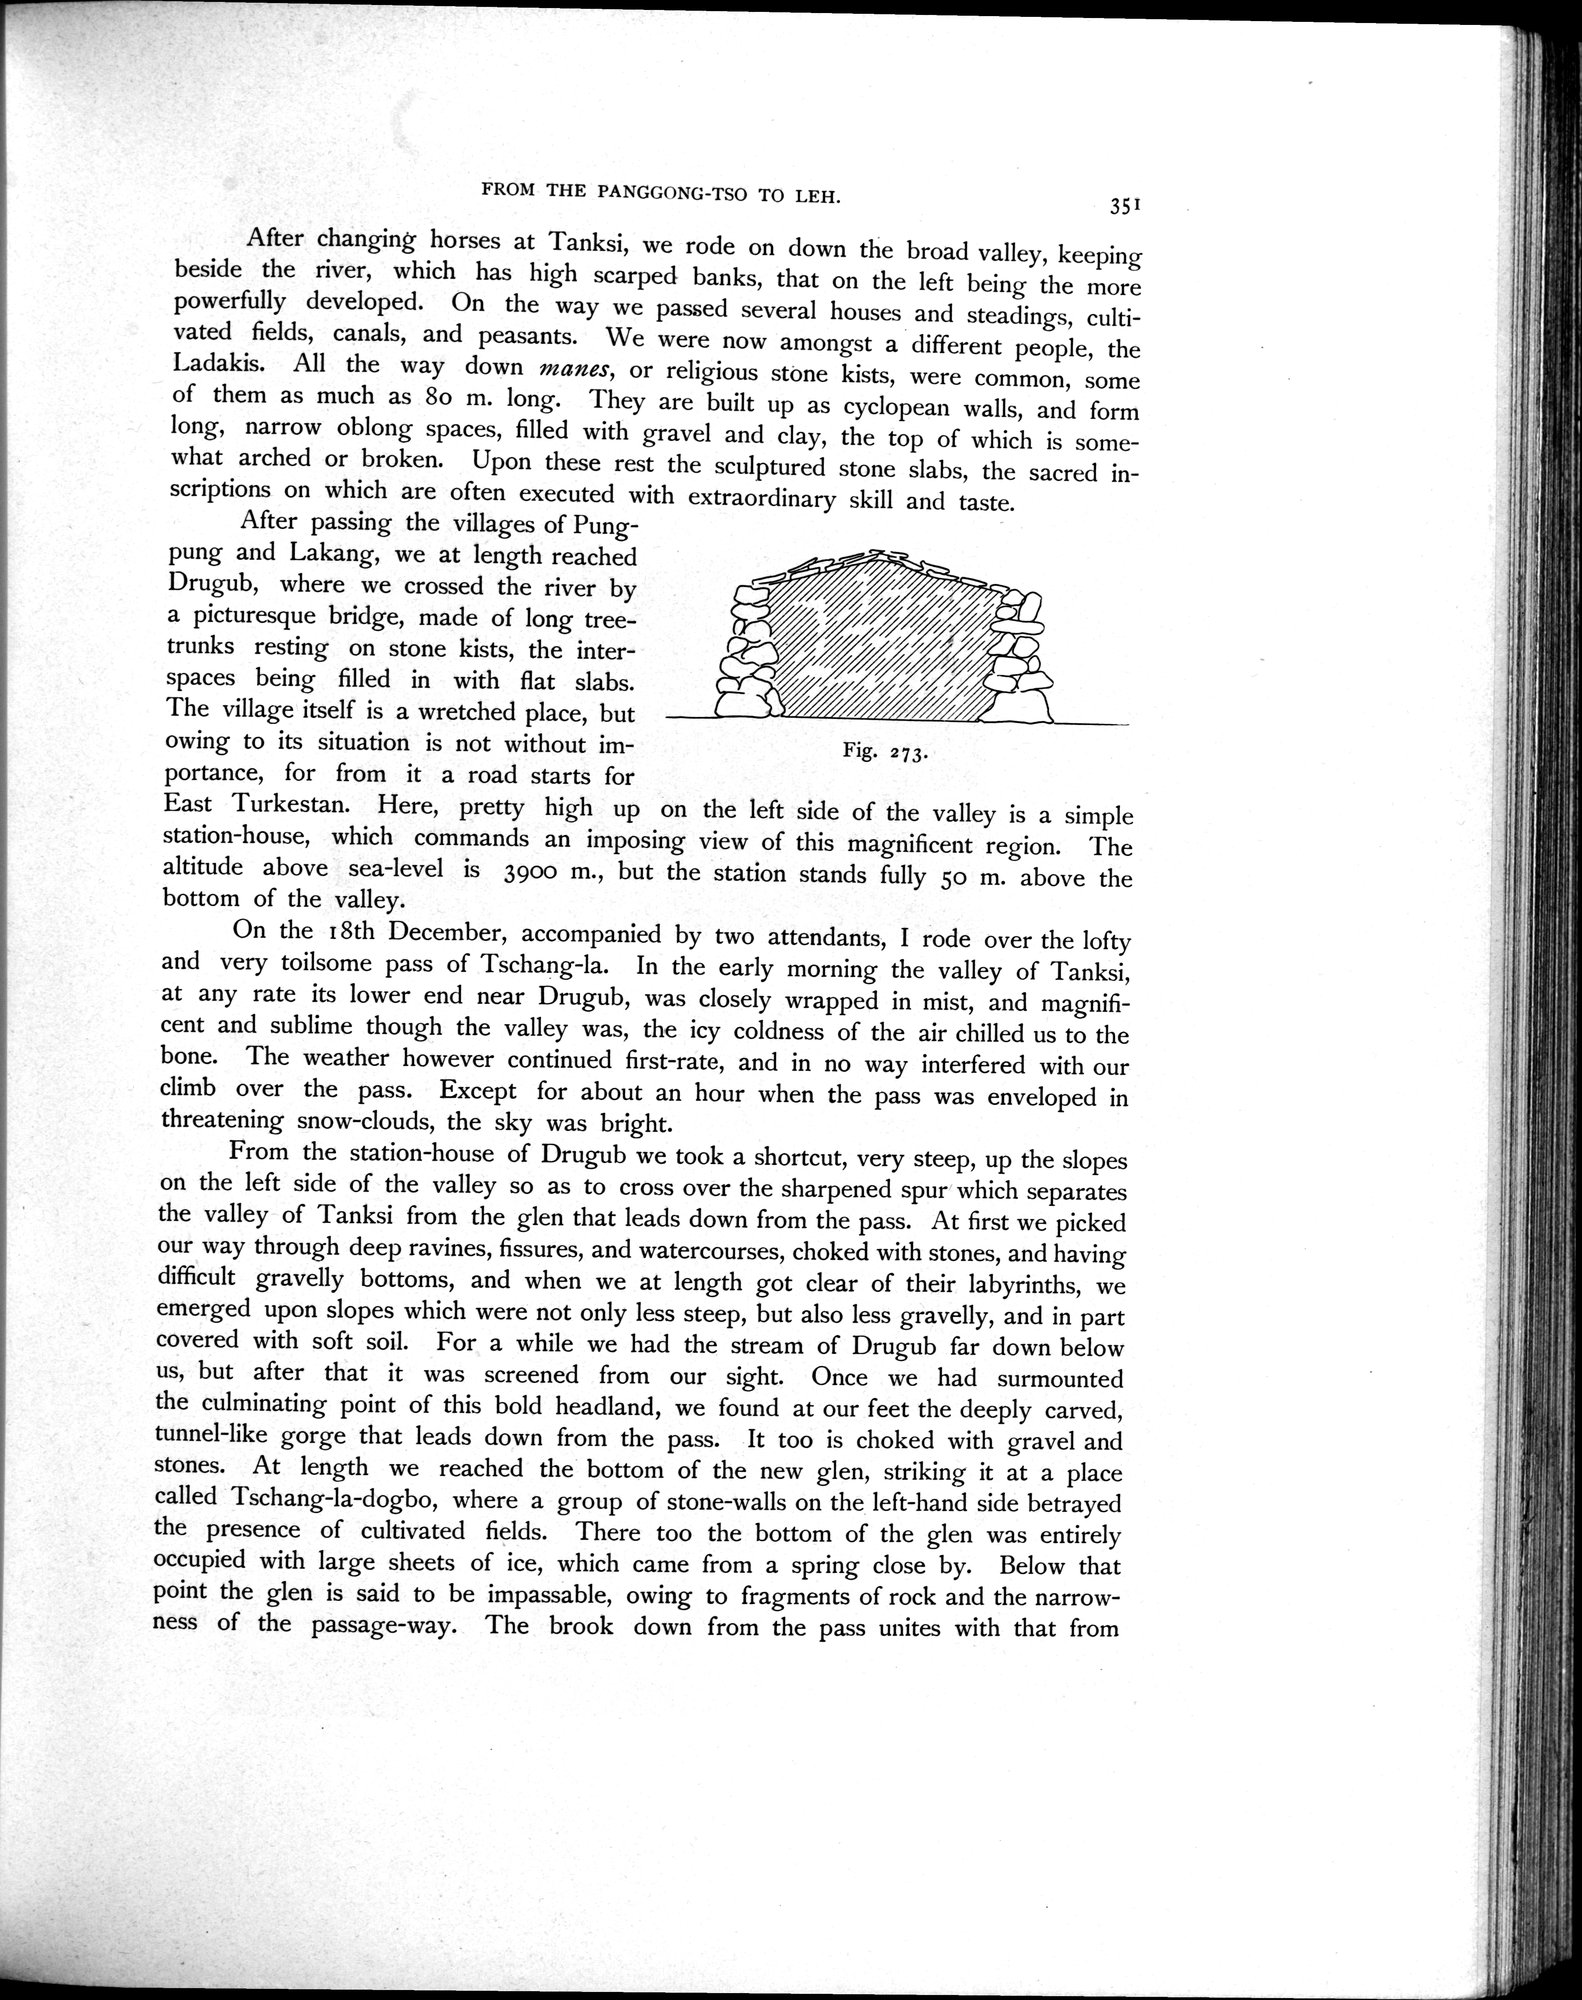 FROM THE PANGGONG-TSO TO LEH.
351
After changing horses at Tanksi, we rode on down the broad valley, keeping
beside the river, which has high scarped banks, that on the left being the more
powerfully developed. On the way we passed several houses and steadings, culti-
vated fields, canals, and peasants. We were now amongst a different people, the
Ladakis. All the way down manes, or religious stone kists, were common, some
of them as much as 80 m. long. They are built up as cyclopean walls, and form
long, narrow oblong spaces, filled with gravel and clay, the top of which is some-
what arched or broken. Upon these rest the sculptured stone slabs, the sacred in-
scriptions on which are often executed with extraordinary skill and taste.
After passing the villages of Pung-
pung and Lakang, we at length reached
Drugub, where we crossed the river by
a picturesque bridge, made of long tree-
trunks resting on stone kists, the inter-
spaces being filled in with flat slabs.
The village itself is a wretched place, but
owing to its situation is not without im-
portance, for from it a road starts for
Fig. 273.
East Turkestan. Here, pretty high up on the left side of the valley is a simple
station-house, which commands an imposing view of this magnificent region. The
altitude above sea-level is 3900 m., but the station stands fully 50 m. above the
bottom of the valley.
On the 18th December, accompanied by two attendants, I rode over the lofty
and very toilsome pass of Tschang-la. In the early morning the valley of Tanksi,
at any rate its lower end near Drugub, was closely wrapped in mist, and magnifi-
cent and sublime though the valley was, the icy coldness of the air chilled us to the
bone. The weather however continued first-rate, and in no way interfered with our
climb over the pass. Except for about an hour when the pass was enveloped in
threatening snow-clouds, the sky was bright.
From the station-house of Drugub we took a shortcut, very steep, up the slopes
on the left side of the valley so as to cross over the sharpened spur which separates
the valley of Tanksi from the glen that leads down from the pass. At first we picked
our way through deep ravines, fissures, and watercourses, choked with stones, and having
difficult gravelly bottoms, and when we at length got clear of their labyrinths, we
emerged upon slopes which were not only less steep, but also less gravelly, and in part
covered with soft soil. For a while we had the stream of Drugub far down below
us, but after that it was screened from our sight. Once we had surmounted
the culminating point of this bold headland, we found at our feet the deeply carved,
tunnel-like gorge that leads down from the pass. It too is choked with gravel and
stones. At length we reached the bottom of the new glen, striking it at a place
called Tschang-la-dogbo, where a group of stone-walls on the left-hand side betrayed
the presence of cultivated fields. There too the bottom of the glen was entirely
occupied with large sheets of ice, which came from a spring close by. Below that
point the glen is said to be impassable, owing to fragments of rock and the narrow-
ness of the passage-way. The brook down from the pass unites with that from